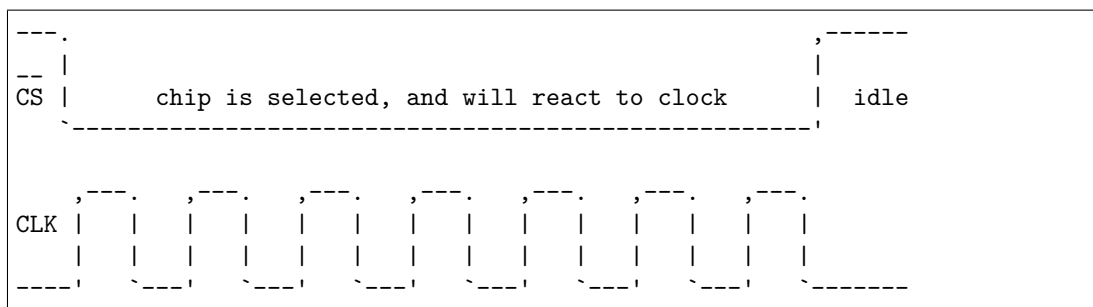 ---.                                                      ,------
__ |                                                      |
CS |       chip is selected, and will react to clock      |  idle
   `------------------------------------------------------'
    ,---.   ,---.   ,---.   ,---.   ,---.   ,---.   ,---.
CLK |   |   |   |   |   |   |   |   |   |   |   |   |   |
    |   |   |   |   |   |   |   |   |   |   |   |   |   |
----'   `---'   `---'   `---'   `---'   `---'   `---'   `-------